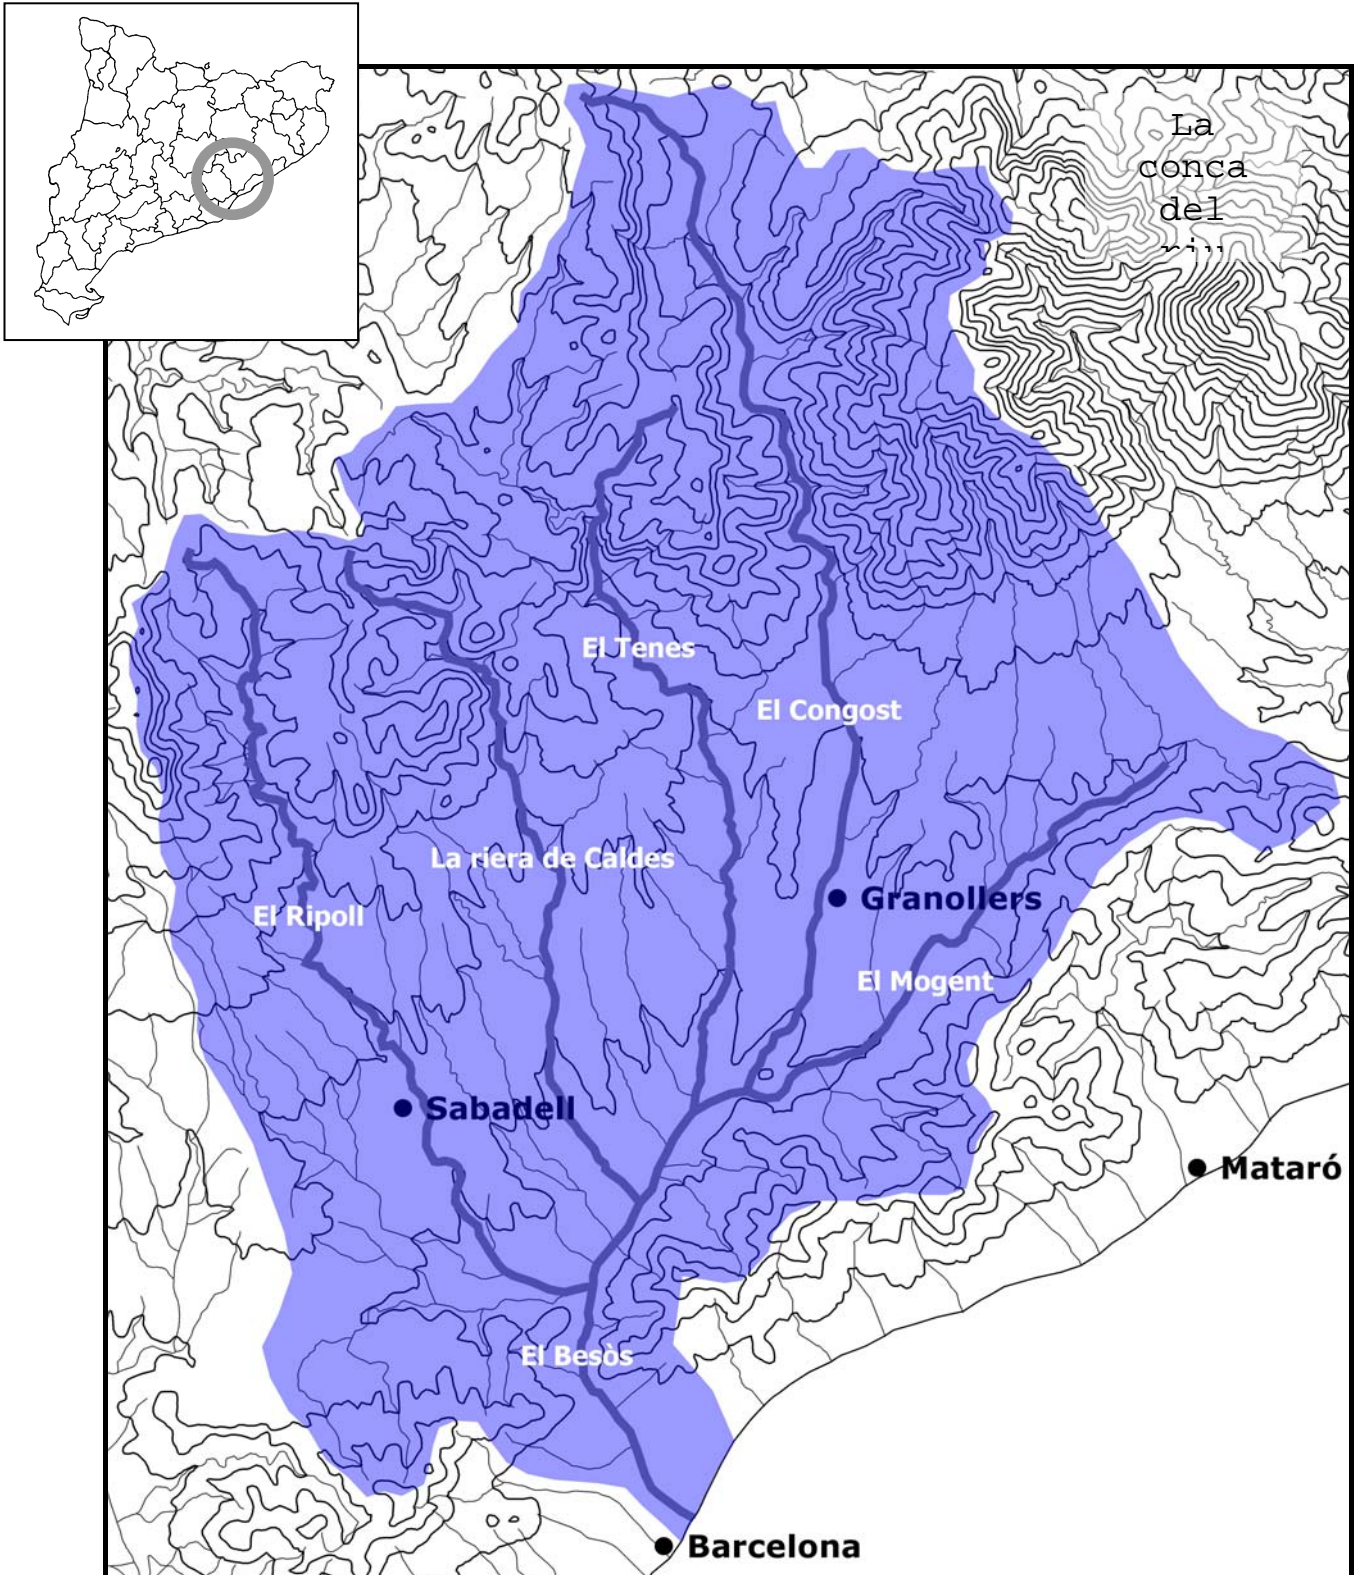 La
conca
del
riu
El Tenes
El Congost
La riera de Caldes
Granollers
El Ripoll
El Mogent
Sabadell
Mataró
El Besòs
Barcelona